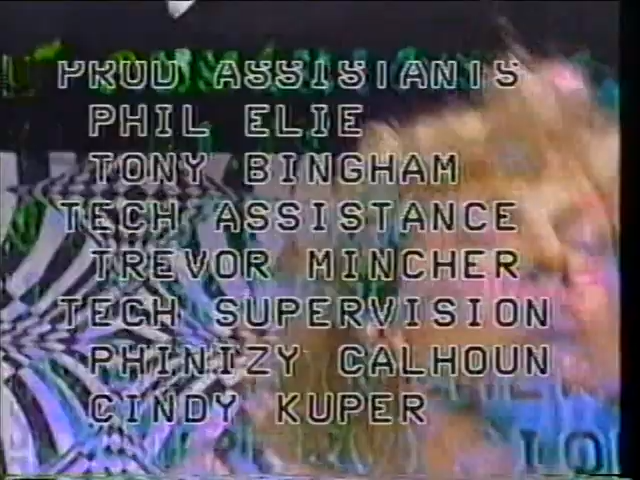 PROD ASSISTANTS
PHIL ELIE
TONY BINGHAM
TECH ASSISTANCE
TREVOR MINCHER
TECH SUPERVISION
PHINIZY CALHOUN
CINDY KUPER